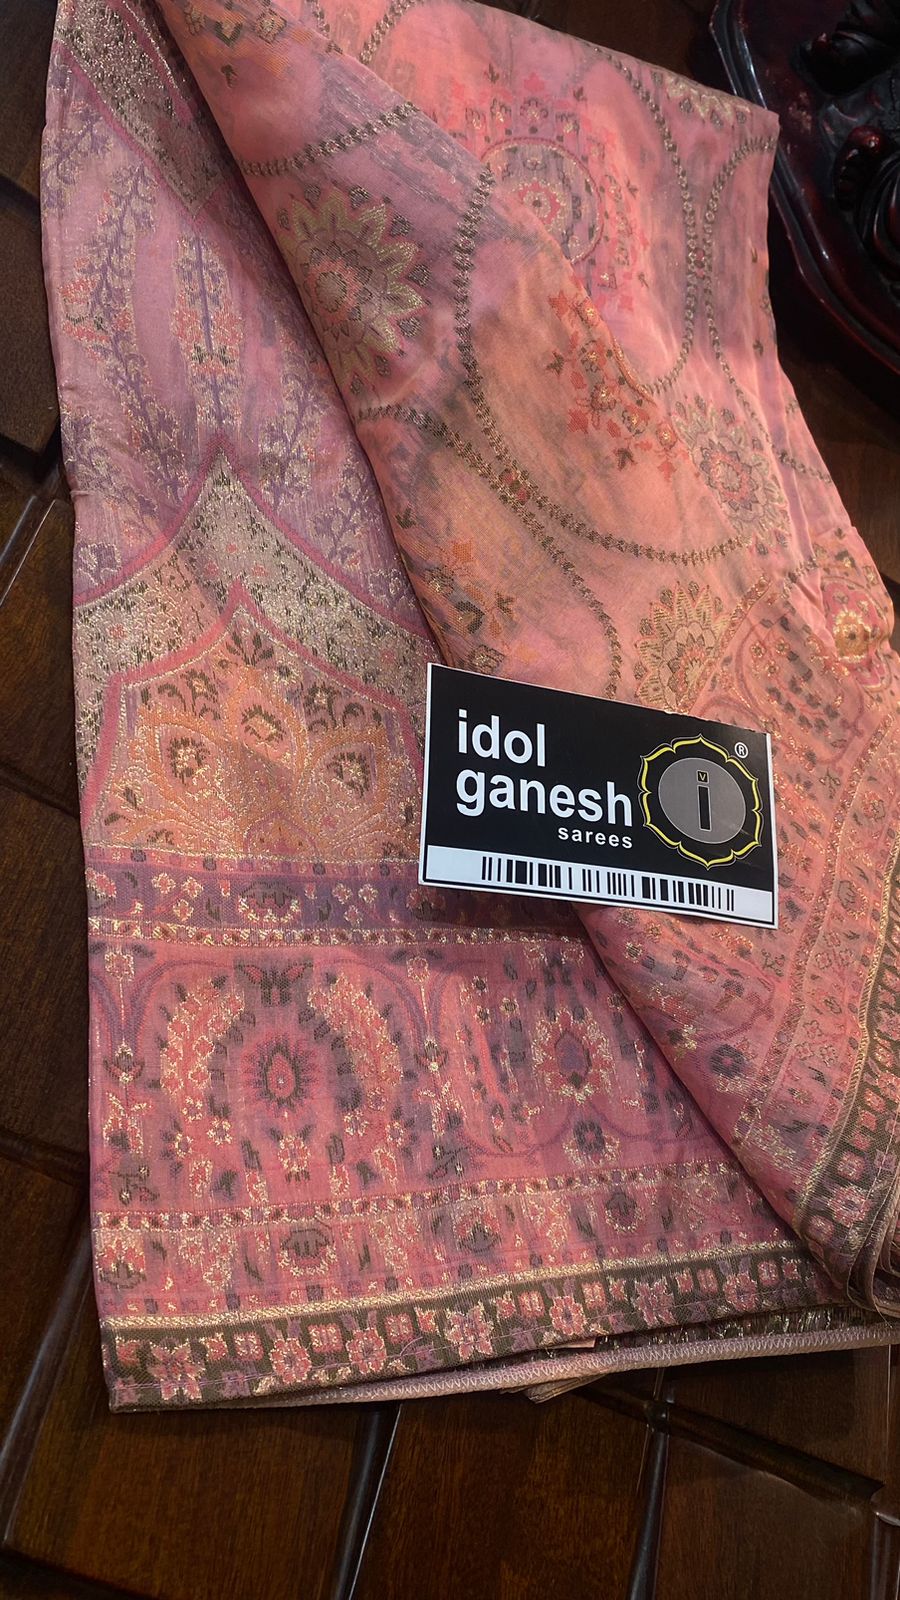 idol
ganesh
sarees
®
V
i